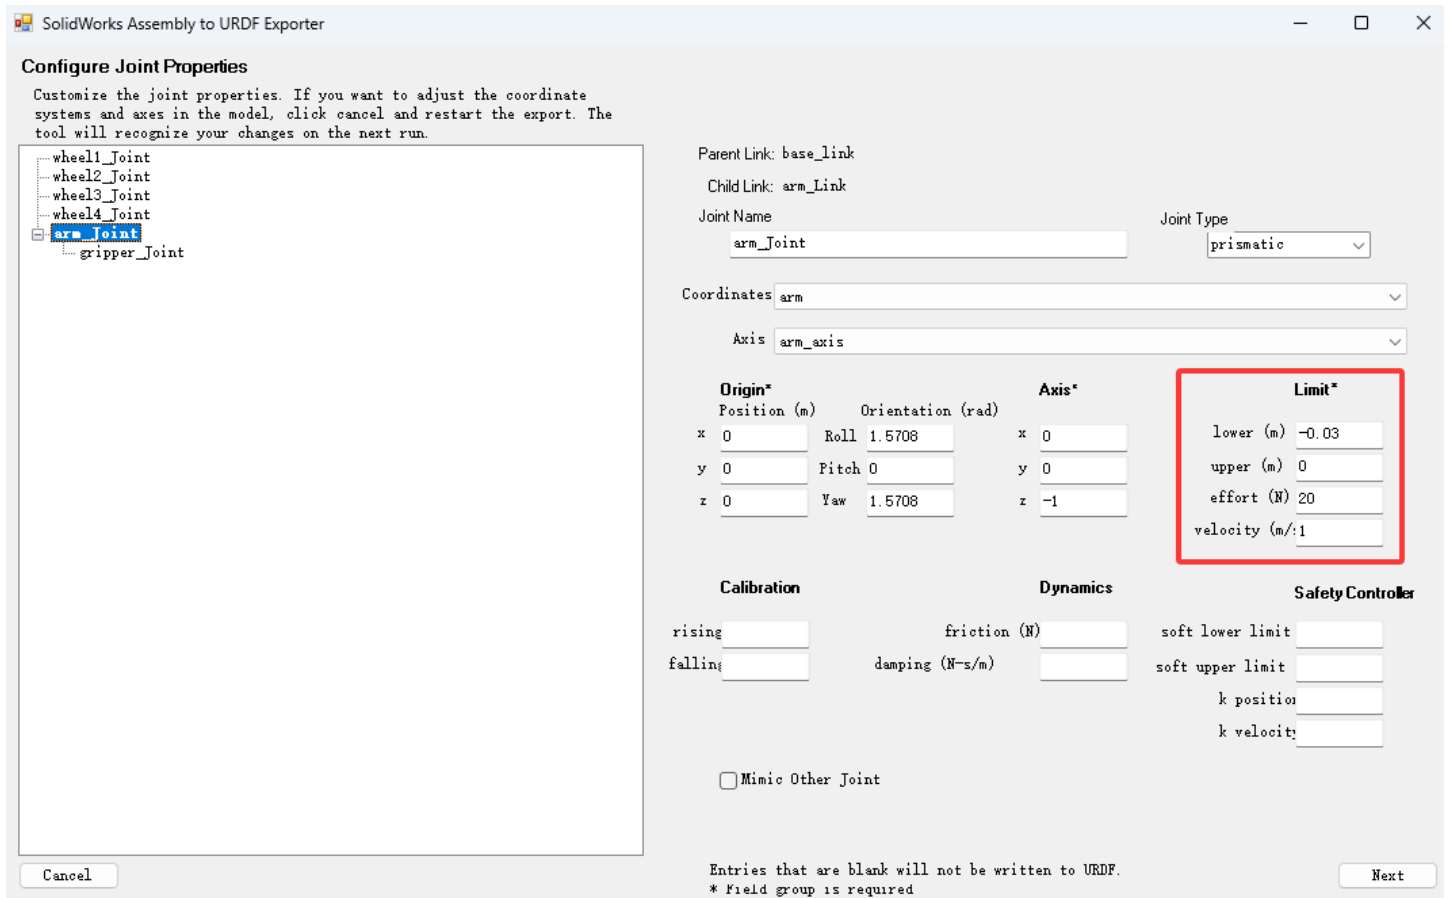 SolidWorks Assembly to URDF Exporter
Configure Joint Properties
Customize the joint properties. If you want to adjust the coordinate
systems and axes in the model, click cancel and restart the export. The
tool will recognize your changes on the next run.
wheel1_Joint
wheel2_Joint
wheel3_Joint
wheel4_Joint
arm_Joint
gripper_Joint
Parent Link: base_link
Child Link: arm_Link
Joint Name
Joint Type
arm_Joint
prismatic
Coordinates arm
Axis arm_axis
Origin* Axis* Limit*
Position (m) Orientation (rad)
x 0 Roll 1.5708 x 0 lower (m) -0.03
y 0 Pitch 0 y 0 upper (m) 0
z 0 Yaw 1.5708 z -1 effort (N) 20
velocity (m/s 1
Calibration Dynamics Safety Controller
rising friction (N) soft lower limit
falling damping (N-s/m) soft upper limit
k position
k velocity
Mimic Other Joint
Entries that are blank will not be written to URDF.
* Field group is required
Cancel Next